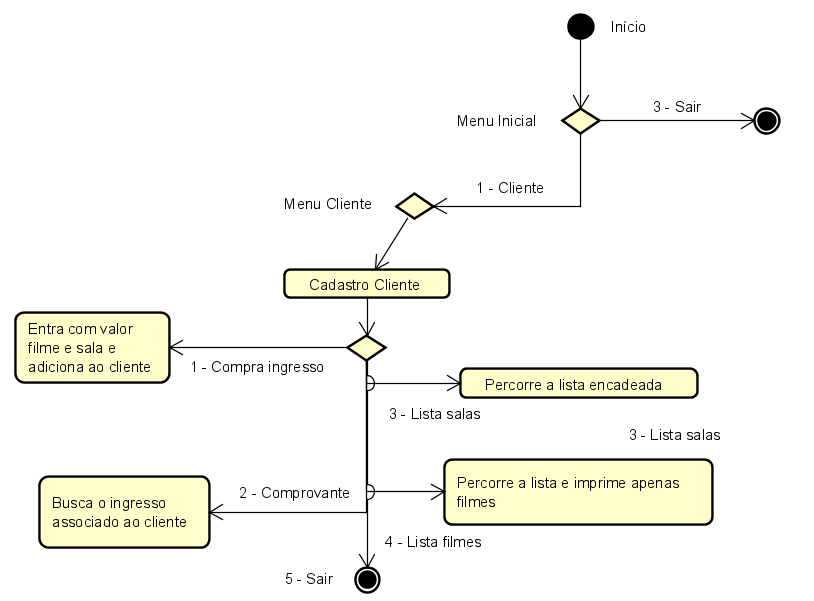 Início
3 - Sair
Menu Inicial
1 - Cliente
Menu Cliente
Cadastro Cliente
Entra com valor
filme e sala e
adiciona ao cliente
1 - Compra ingresso
Percorre a lista encadeada
3 - Lista salas
3 - Lista salas
Percorre a lista e imprime apenas
filmes
2 - Comprovante
Busca o ingresso
associado ao cliente
4 - Lista filmes
5 - Sair